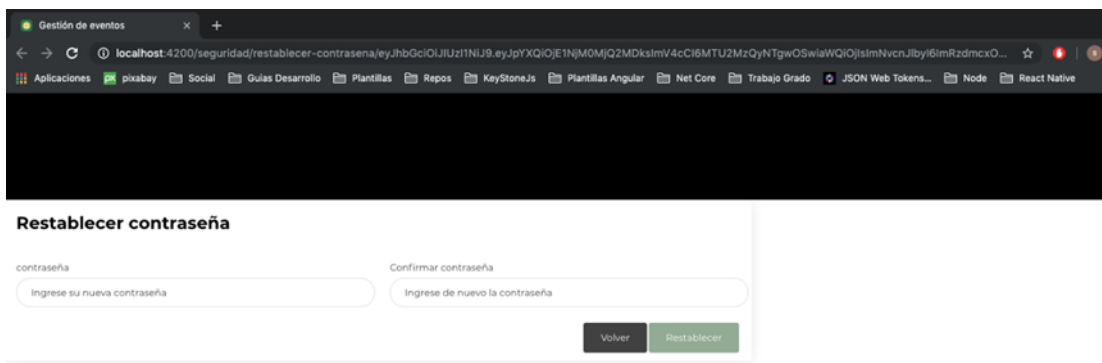 Gestión de eventos
localhost:4200/seguridad/restablecer-contrasena/
Aplicaciones px pixabay Social Guias Desarrollo Plantillas Repos KeyStoneJs Plantillas Angular Net Core Trabajo Grado JSON Web Tokens... Node React Native
Restablecer contraseña
contraseña Confirmar contraseña
Ingrese su nueva contraseña Ingrese de nuevo la contraseña
Volver Restablecer